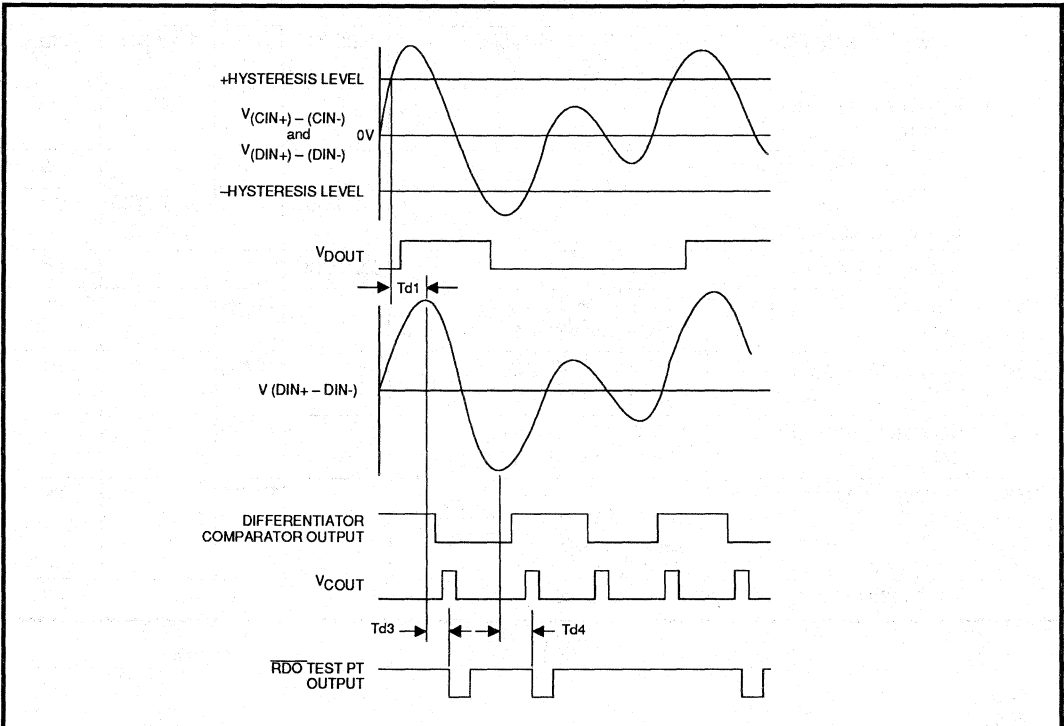 +HYSTERESIS LEVEL
V(CIN+) – (CIN-)
and
0V
V(DIN+) – (DIN-)
–HYSTERESIS LEVEL
VDOUT
Td1
V (DIN+ – DIN-)
DIFFERENTIATOR
COMPARATOR OUTPUT
VCOUT
Td3
Td4
RDO TEST PT
OUTPUT